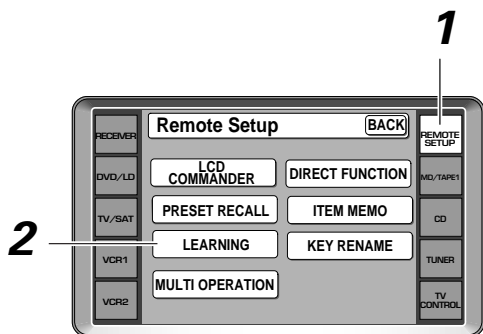 1
RECEIVER
Remote Setup
BACK
REMOTE
SETUP
DVD/LD
LCD
COMMANDER
DIRECT FUNCTION
MD/TAPE1
TV/SAT
PRESET RECALL
ITEM MEMO
CD
2
LEARNING
KEY RENAME
VCR1
TUNER
MULTI OPERATION
VCR2
TV
CONTROL